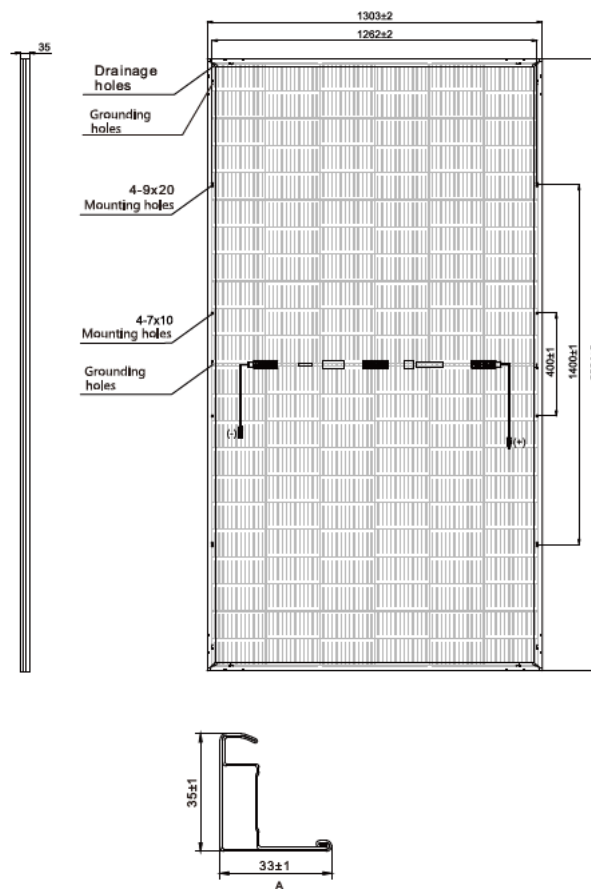 1303±2
1262±2
35
Drainage
holes
Grounding
holes
4-9x20
Mounting holes
4-7x10
Mounting holes
Grounding
holes
400±1
1400±1
(-)
(+)
35±1
33±1
A